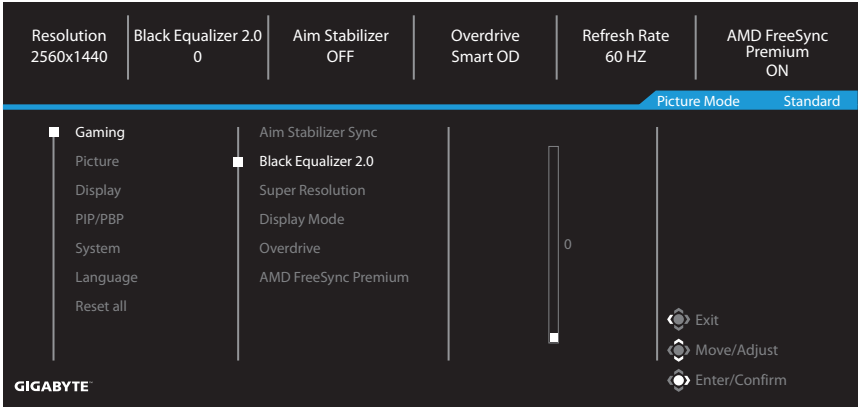 Resolution
2560x1440
Black Equalizer 2.0
0
Aim Stabilizer
OFF
Overdrive
Smart OD
Refresh Rate
60 HZ
AMD FreeSync
Premium
ON
Picture Mode Standard
Gaming
Picture
Display
PIP/PBP
System
Language
Reset all
Aim Stabilizer Sync
Black Equalizer 2.0
Super Resolution
Display Mode
Overdrive
AMD FreeSync Premium
0
Exit
Move/Adjust
Enter/Confirm
GIGABYTE™